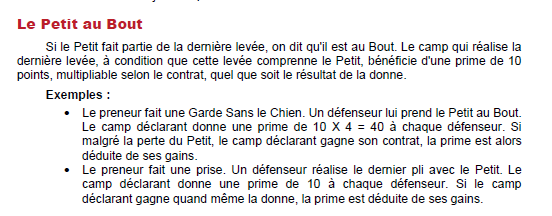 Le Petit au Bout
Si le Petit fait partie de la dernière levée, on dit qu'il est au Bout. Le camp qui réalise la
dernière levée, à condition que cette levée comprenne le Petit, bénéficie d'une prime de 10
points, multipliable selon le contrat, quel que soit le résultat de la donne.
Exemples :
• Le preneur fait une Garde Sans le Chien. Un défenseur lui prend le Petit au Bout.
Le camp déclarant donne une prime de 10 X 4 = 40 à chaque défenseur. Si
malgré la perte du Petit, le camp déclarant gagne son contrat, la prime est alors
déduite de ses gains.
• Le preneur fait une prise. Un défenseur réalise le dernier pli avec le Petit. Le
camp déclarant donne une prime de 10 à chaque défenseur. Si le camp
déclarant gagne quand même la donne, la prime est déduite de ses gains.